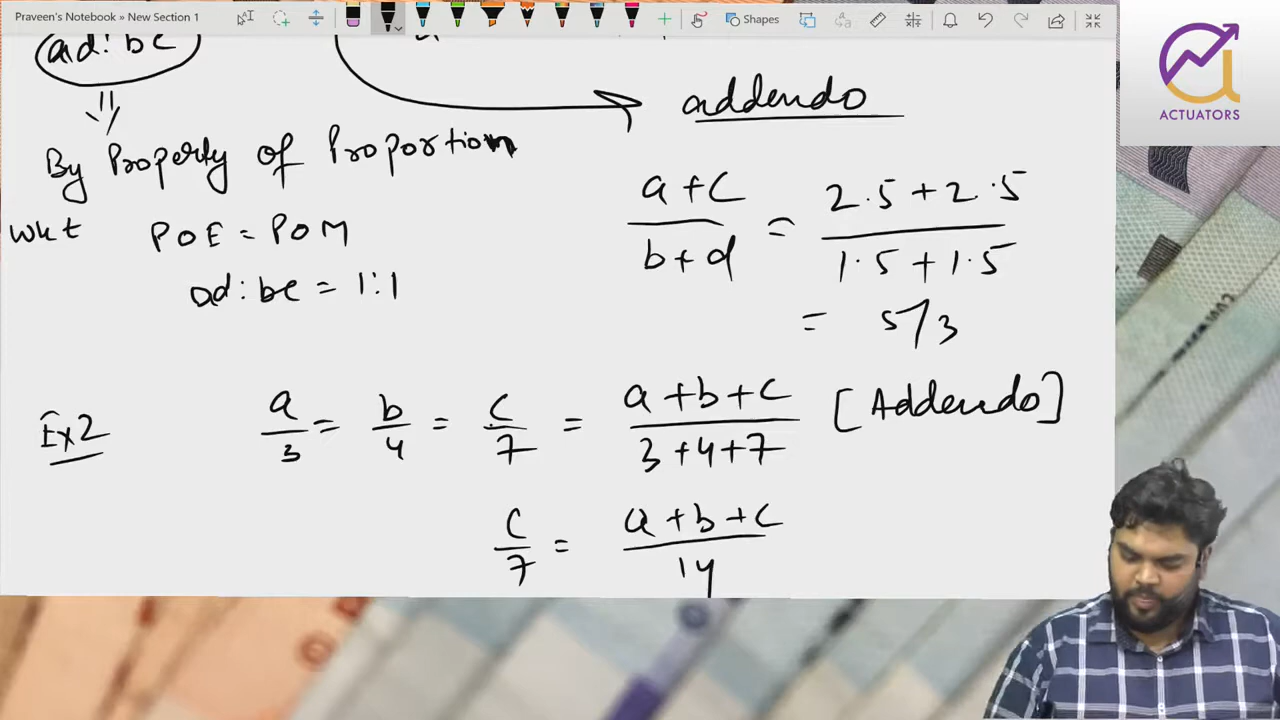 Praveen's Notebook » New Section 1
Shapes
ad:bc
addendo
By Property of Proportion
wkt POE = POM
ad:bc = 1:1
a+c/b+d = 2.5+2.5/1.5+1.5
= 5/3
Ex2 a/3 = b/4 = c/7 = a+b+c/3+4+7 [Addendo]
c/7 = a+b+c/14
ACTUATORS